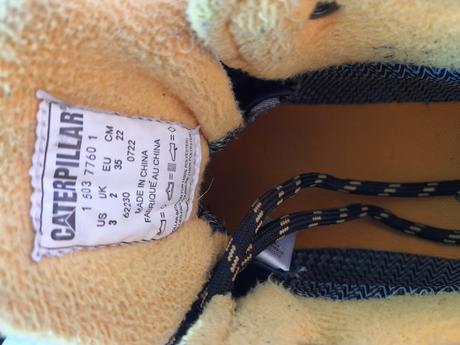 CATERPILLAR
1 503 7760 1
US UK EU CM
3 2 35 22
62230 0722
MADE IN CHINA
FABRIQUÉ AU CHINA